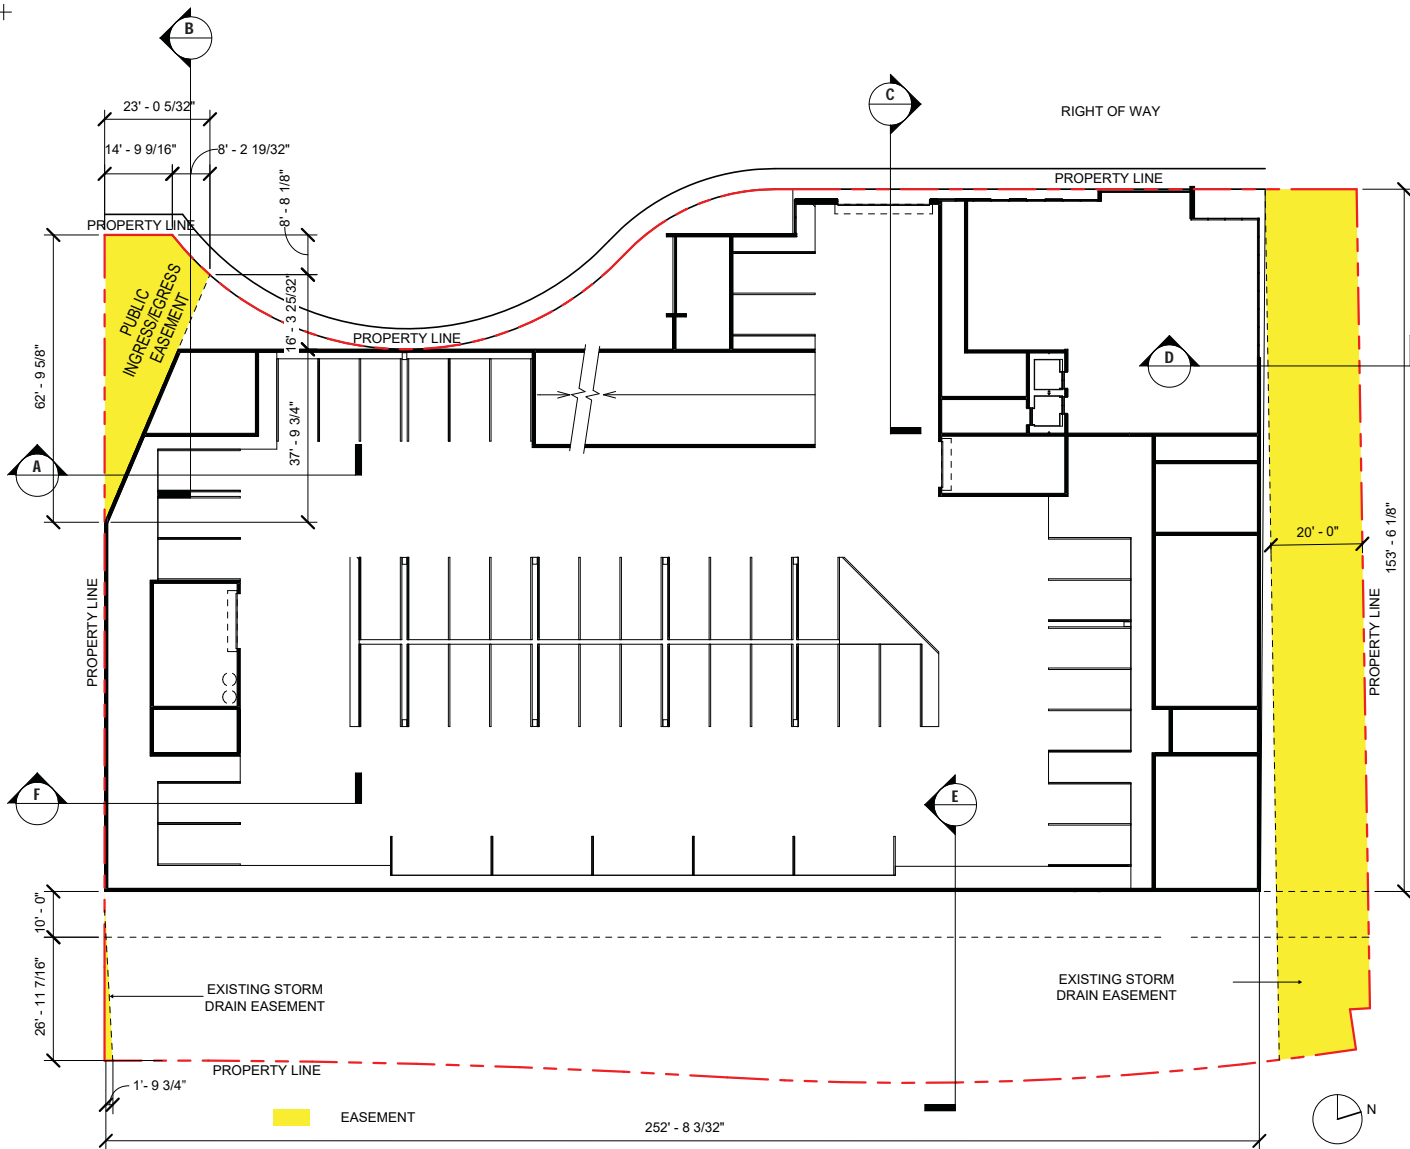 B
C
RIGHT OF WAY
23' - 0 5/32"
14' - 9 9/16"
8' - 2 19/32"
8' - 8 1/8"
PROPERTY LINE
PROPERTY LINE
PUBLIC
INGRESS/EGRESS
EASEMENT
16' - 3 25/32"
PROPERTY LINE
62' - 9 5/8"
37' - 9 3/4"
D
A
20' - 0"
153' - 6 1/8"
PROPERTY LINE
PROPERTY LINE
F
E
10' - 0"
26' - 11 7/16"
EXISTING STORM
DRAIN EASEMENT
EXISTING STORM
DRAIN EASEMENT
PROPERTY LINE
1'- 9 3/4"
EASEMENT
252' - 8 3/32"
N